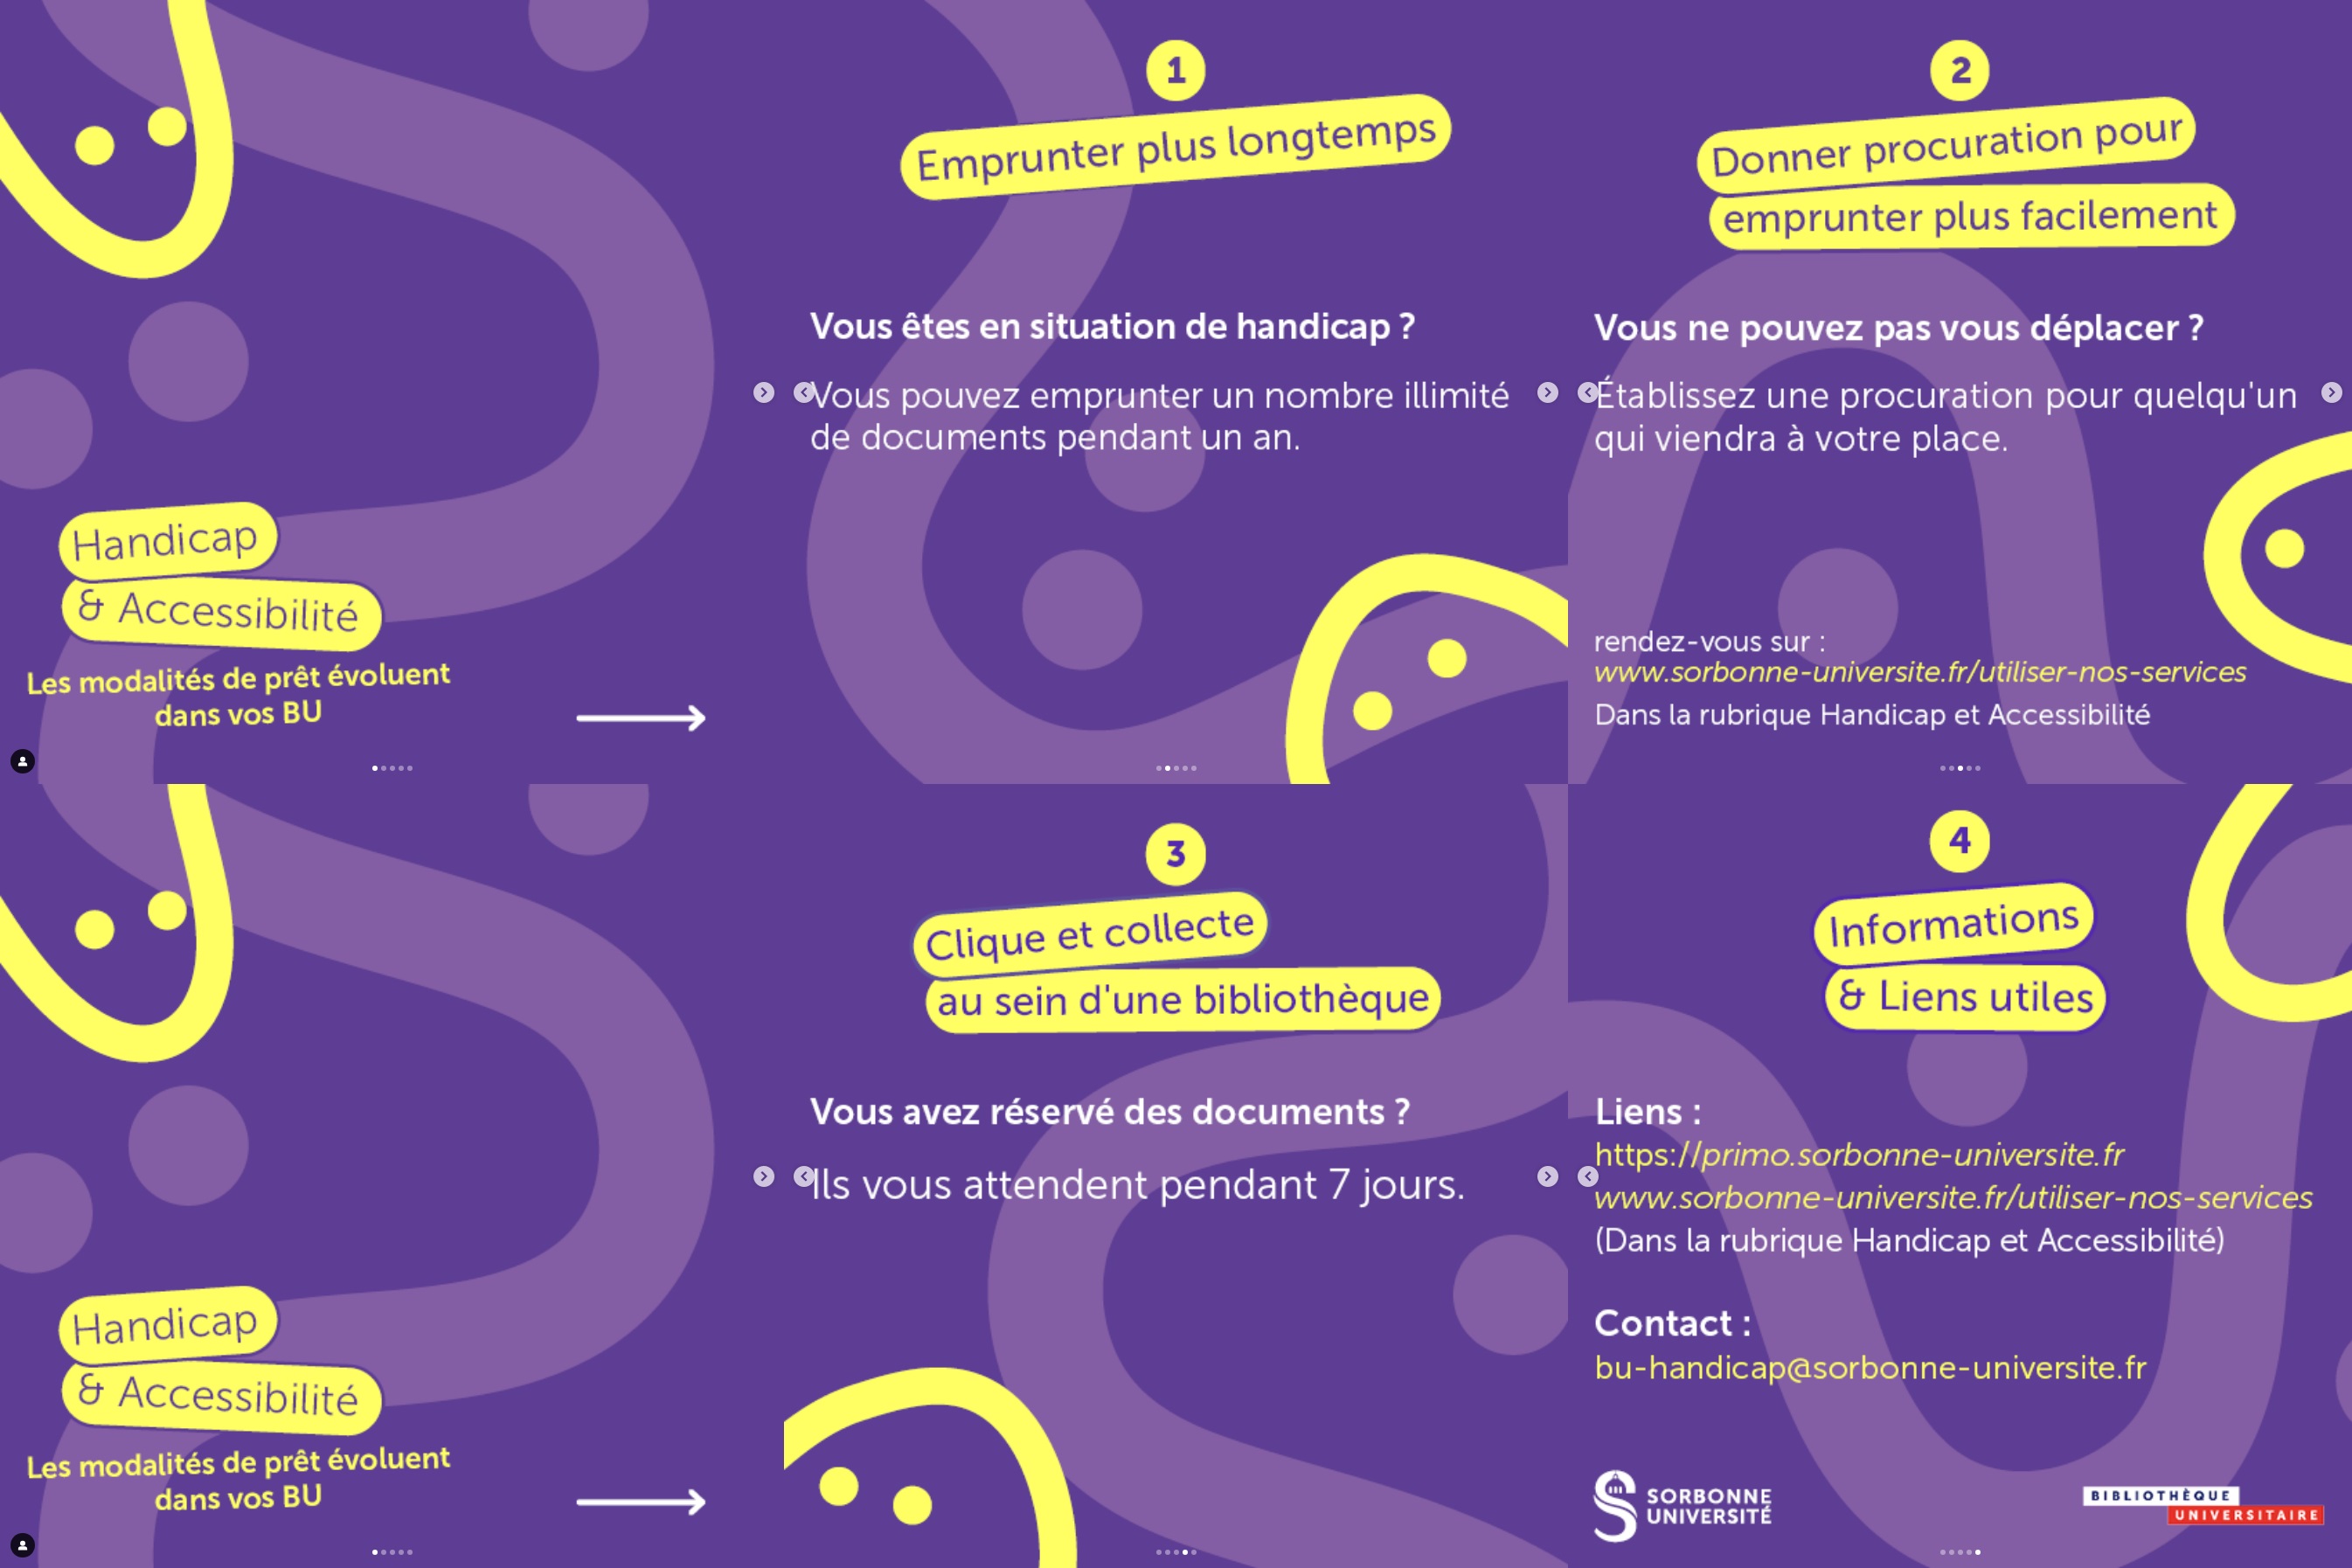 Handicap
& Accessibilité
Les modalités de prêt évoluent
dans vos BU
1
Emprunter plus longtemps
Vous êtes en situation de handicap ?
Vous pouvez emprunter un nombre illimité
de documents pendant un an.
2
Donner procuration pour
emprunter plus facilement
Vous ne pouvez pas vous déplacer ?
Établissez une procuration pour quelqu'un
qui viendra à votre place.
rendez-vous sur :
www.sorbonne-universite.fr/utiliser-nos-services
Dans la rubrique Handicap et Accessibilité
Handicap
& Accessibilité
Les modalités de prêt évoluent
dans vos BU
3
Clique et collecte
au sein d'une bibliothèque
Vous avez réservé des documents ?
Ils vous attendent pendant 7 jours.
4
Informations
& Liens utiles
Liens :
https://primo.sorbonne-universite.fr
www.sorbonne-universite.fr/utiliser-nos-services
(Dans la rubrique Handicap et Accessibilité)
Contact :
bu-handicap@sorbonne-universite.fr
SORBONNE
UNIVERSITÉ
BIBLIOTHÈQUE
UNIVERSITAIRE